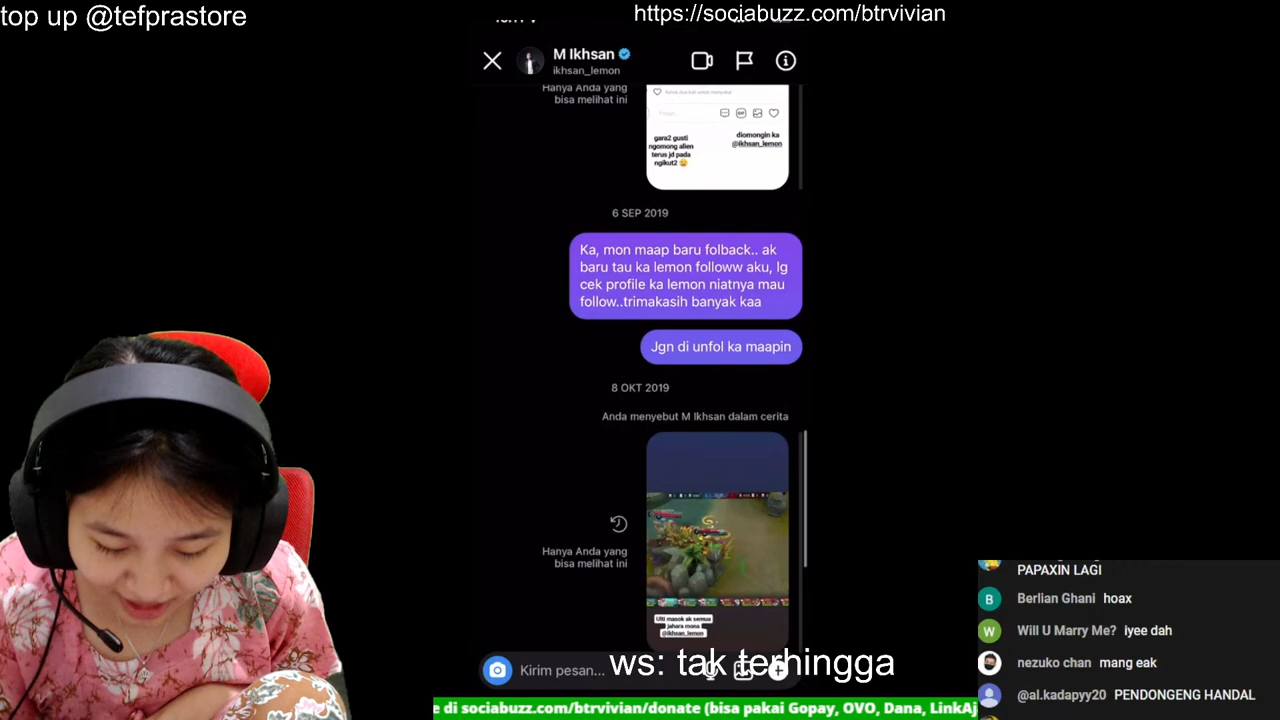 top up @tefprastore
https://sociabuzz.com/btrvivian
M Ikhsan
ikhsan_lemon
Hanya Anda yang
bisa melihat ini
gara2 gusti
ngomong alien
terus jd pada
ngikut2 😄
diomongin ka
@ikhsan_lemon
6 SEP 2019
Ka, mon maap baru folback.. ak
baru tau ka lemon followw aku, lg
cek profile ka lemon niatnya mau
follow..trimakasih banyak kaa
Jgn di unfol ka maapin
8 OKT 2019
Anda menyebut M Ikhsan dalam cerita
Hanya Anda yang
bisa melihat ini
Ulti masok ak semua
@ikhsan_lemon
Kirim pesan...
ws: tak terhingga
e di sociabuzz.com/btrvivian/donate (bisa pakai Gopay, OVO, Dana, LinkAj
PAPAXIN LAGI
Berlian Ghani hoax
Will U Marry Me? iyee dah
nezuko chan mang eak
@al.kadapyy20 PENDONGENG HANDAL